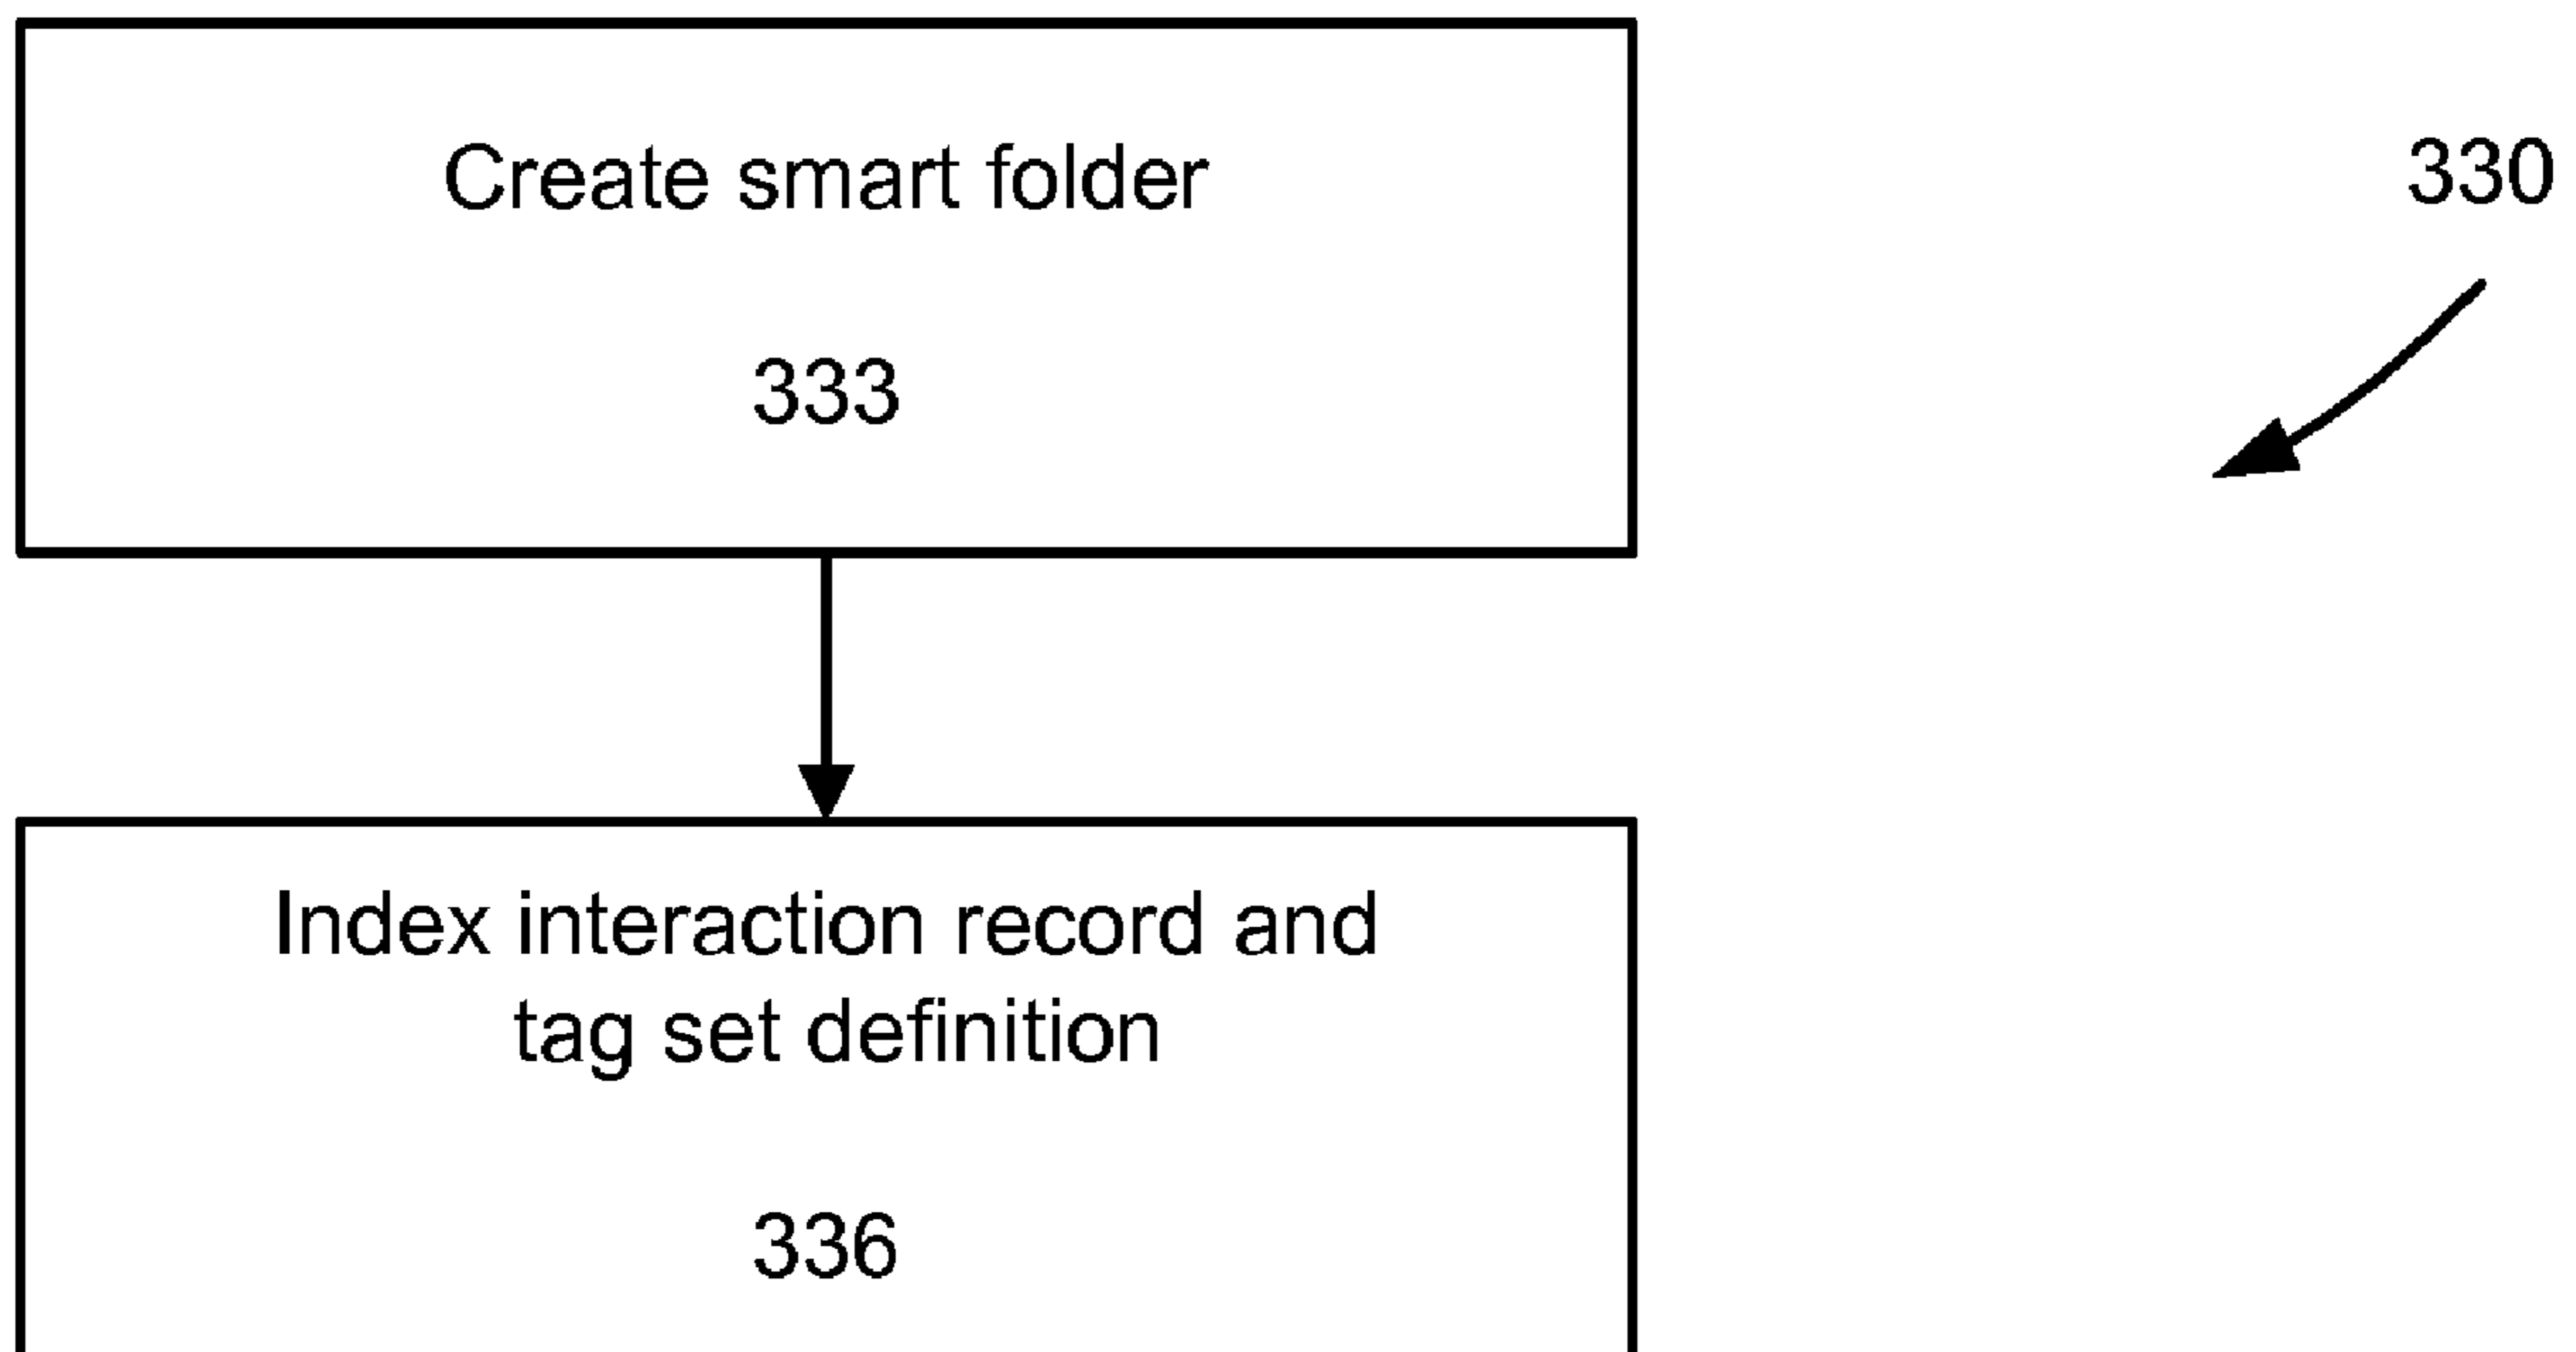 Create smart folder
333
330
Index interaction record and
tag set definition
336